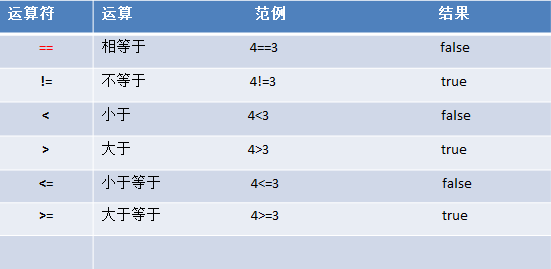 运算符 运算 范例 结果
== 相等于 4==3 false
!= 不等于 4!=3 true
< 小于 4<3 false
> 大于 4>3 true
<= 小于等于 4<=3 false
>= 大于等于 4>=3 true